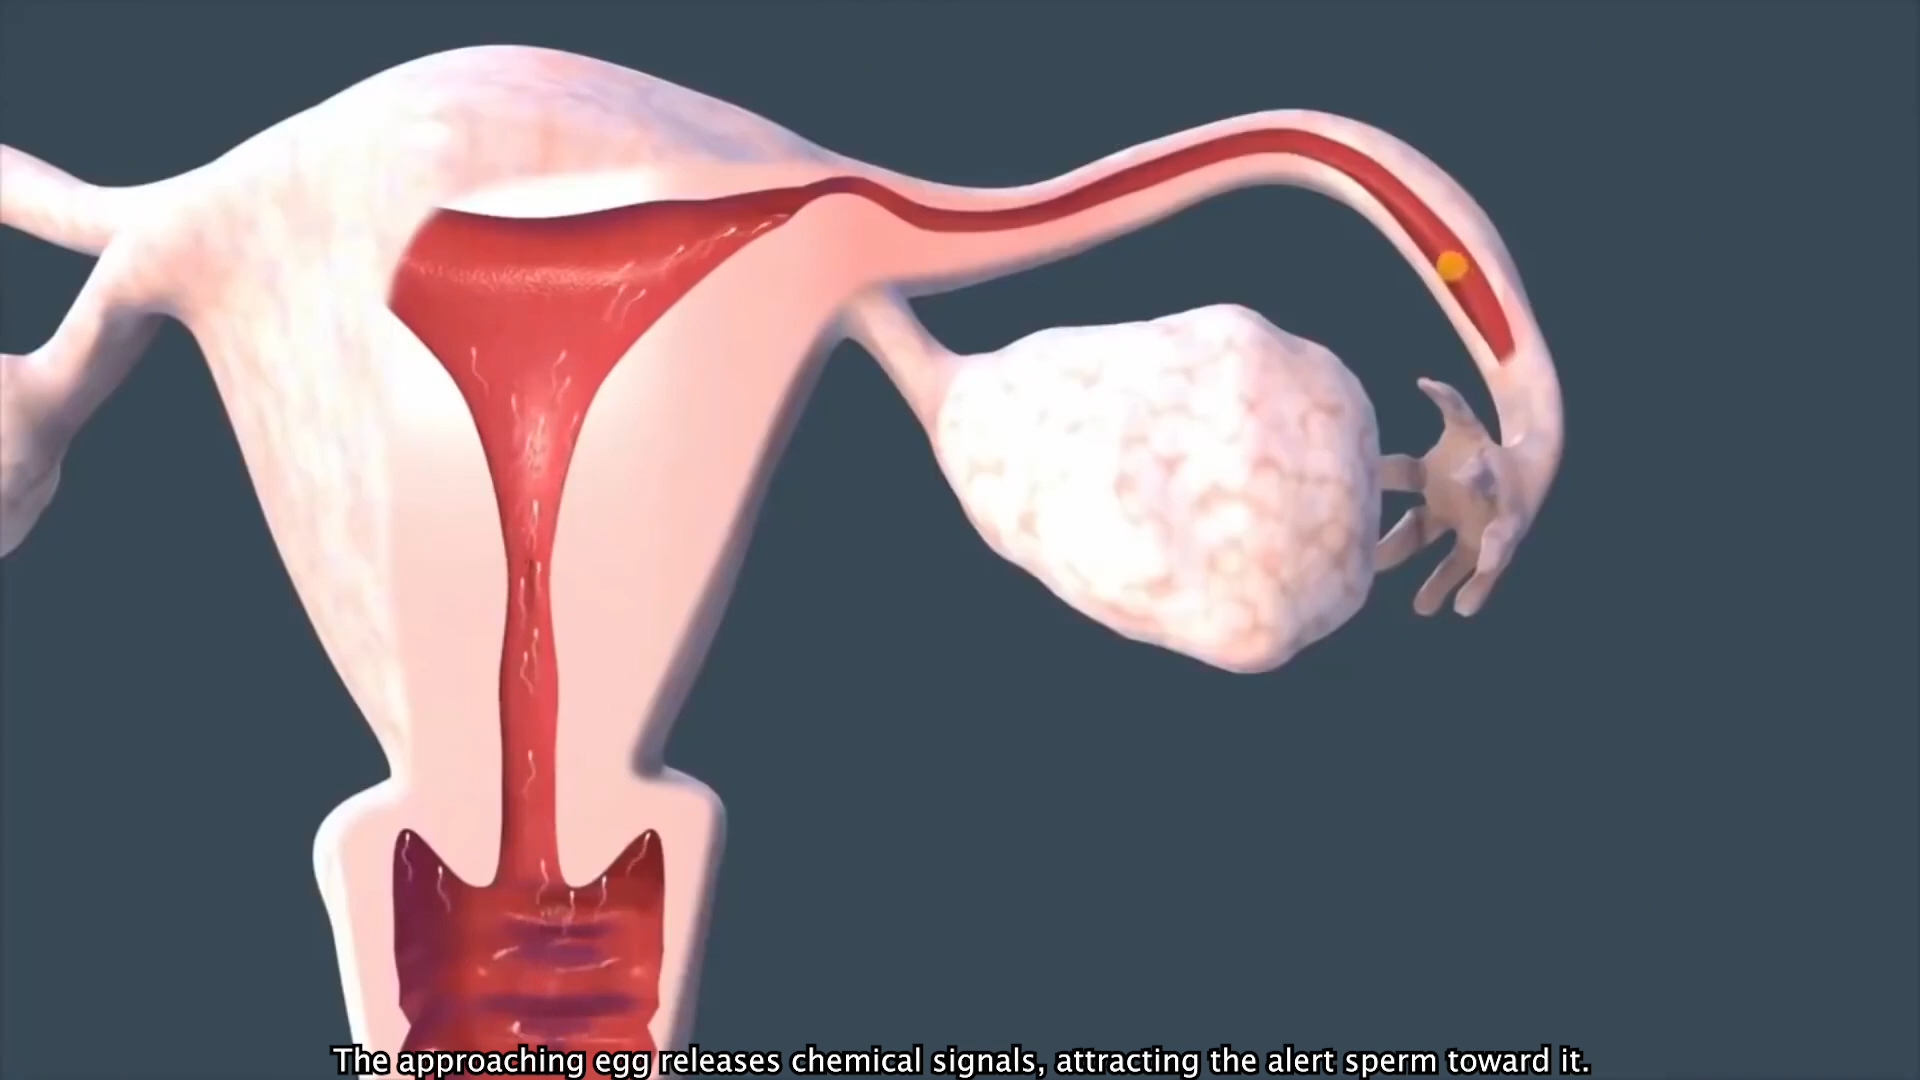 The approaching egg releases chemical signals, attracting the alert sperm toward it.